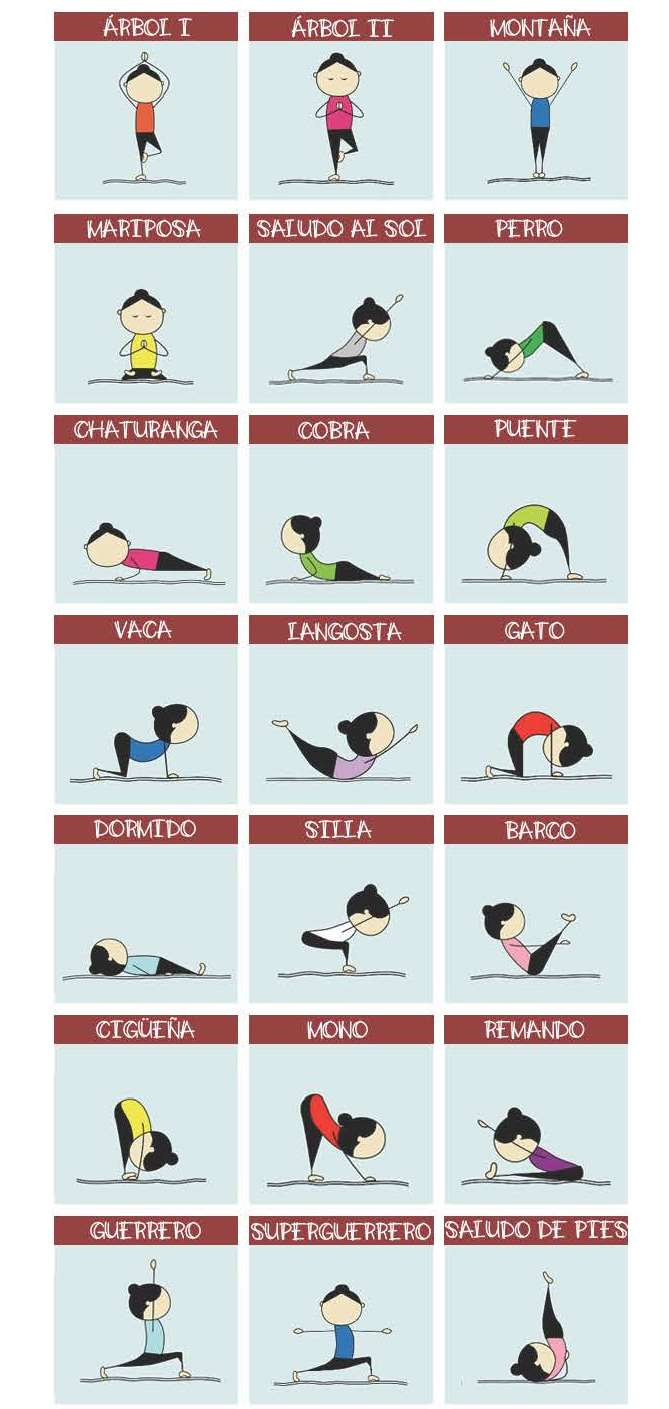 ÁRBOL I
ÁRBOL II
MONTAÑA
MARIPOSA
SALUDO AL SOL
PERRO
CHATURANGA
COBRA
PUENTE
VACA
LANGOSTA
GATO
DORMIDO
SILLA
BARCO
CIGÜEÑA
MONO
REMANDO
GUERRERO
SUPERGUERRERO
SALUDO DE PIES